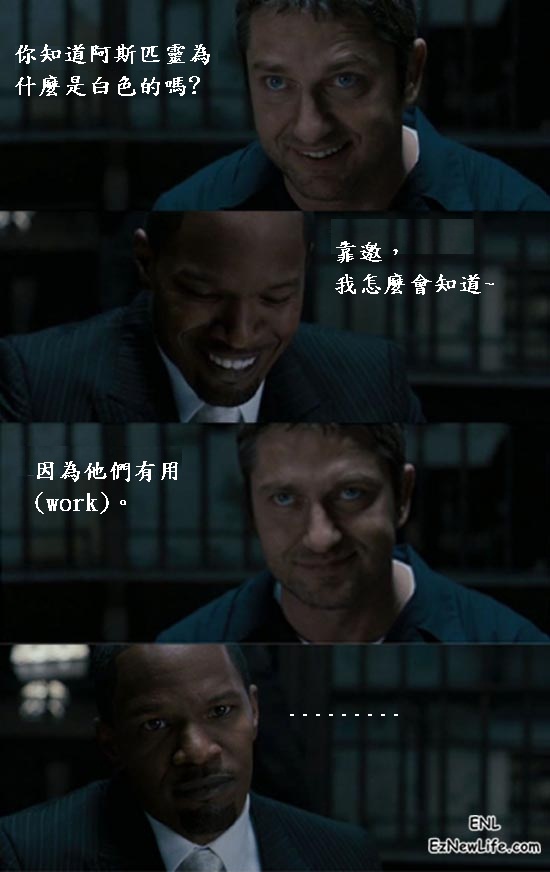 你知道阿斯匹靈為
什麼是白色的嗎?
靠邀，
我怎麼會知道~
因為他們有用
(work)。
---------
ENL
EzNewLife.com